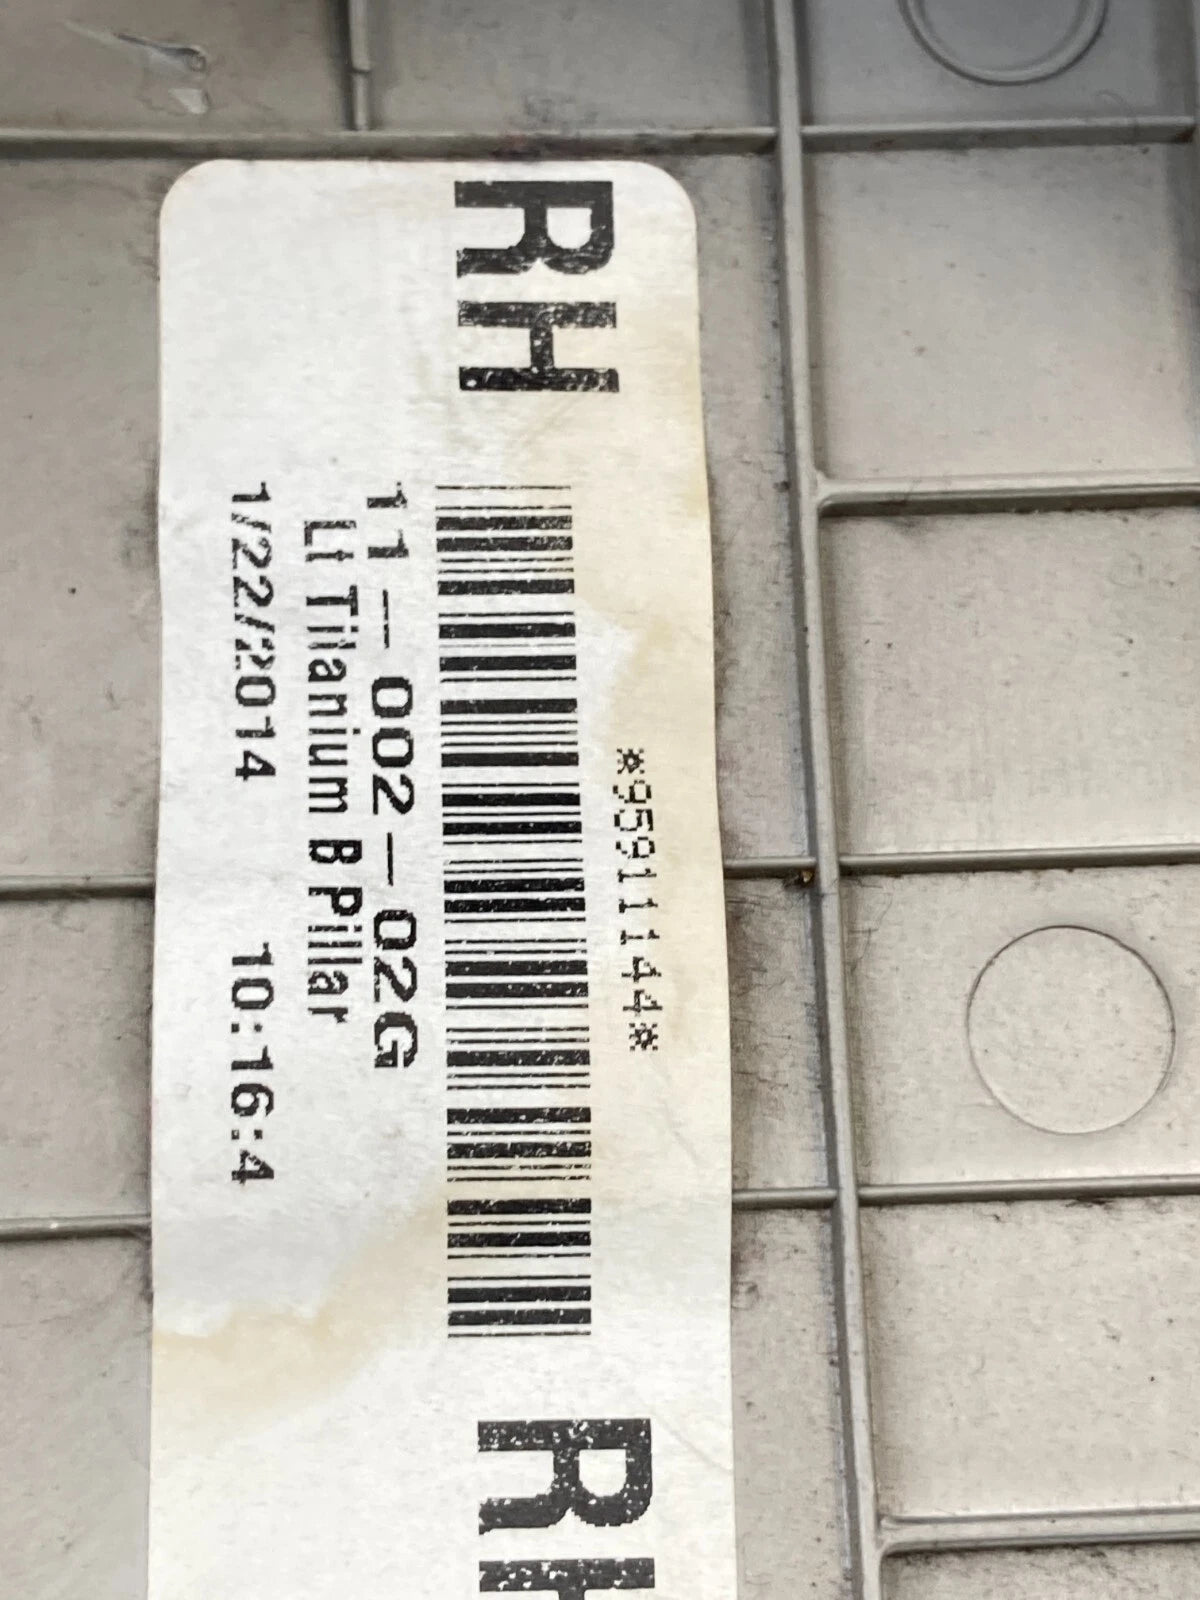 RH
*95911144*
11-002-02G
Lt Titanium B Pillar
1/22/2014 10:16:4
RH